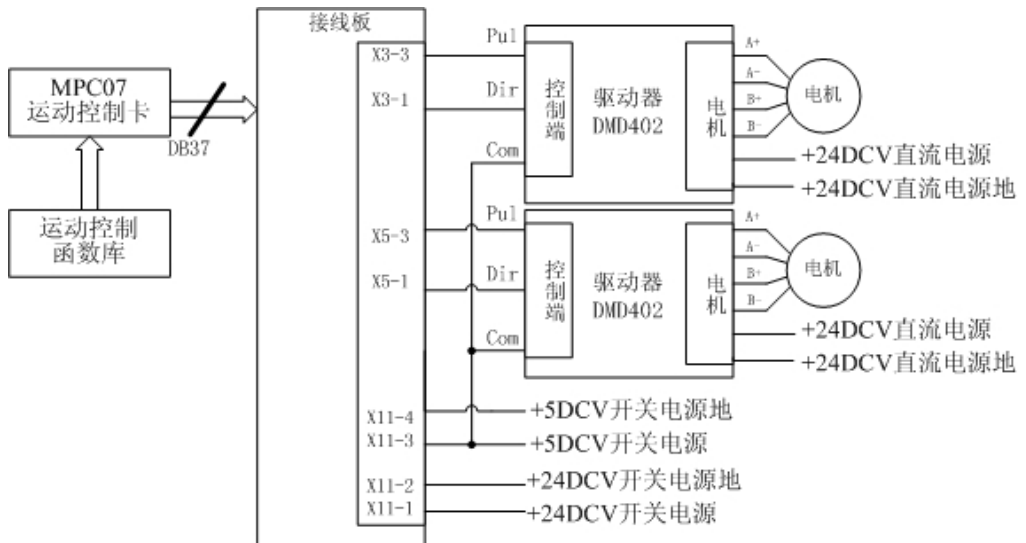 接线板
MPC07
运动控制卡
DB37
运动控制
函数库
X3-3
X3-1
X5-3
X5-1
X11-4
X11-3
X11-2
X11-1
Pul
Dir
Com
控制端
驱动器
DMD402
电机
A+
A-
B+
B-
电机
+24DCV直流电源
+24DCV直流电源地
Pul
Dir
Com
控制端
驱动器
DMD402
电机
A+
A-
B+
B-
电机
+24DCV直流电源
+24DCV直流电源地
+5DCV开关电源地
+5DCV开关电源
+24DCV开关电源地
+24DCV开关电源